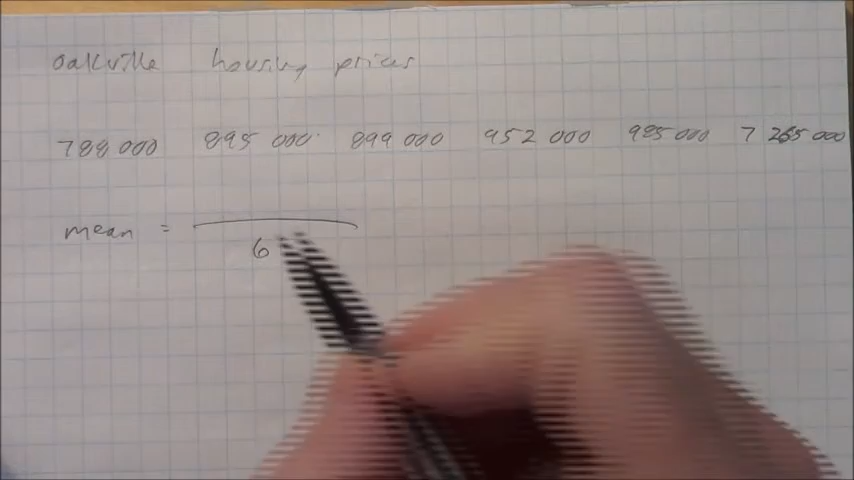 oakville housing prices
788 000 895 000 899 000 952 000 985 000 7 265 000
mean =
6